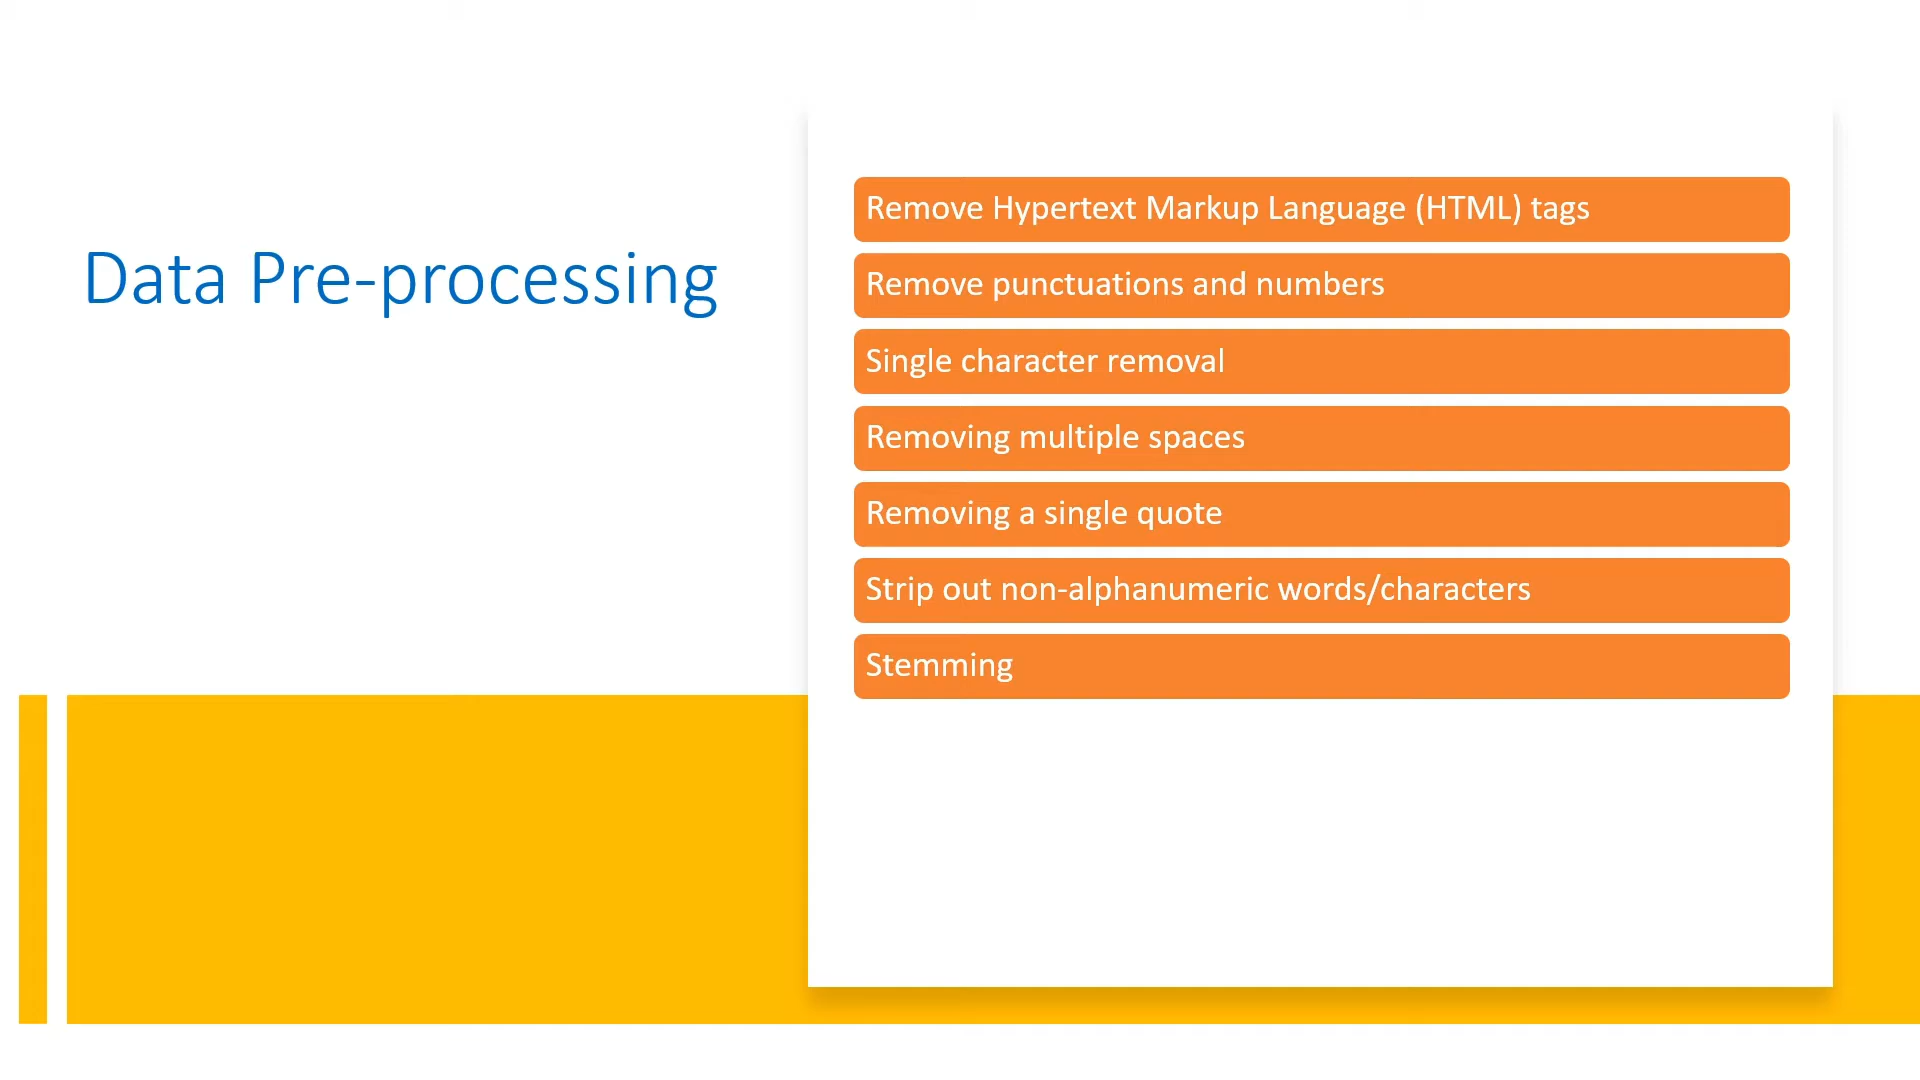 Data Pre-processing
Remove Hypertext Markup Language (HTML) tags
Remove punctuations and numbers
Single character removal
Removing multiple spaces
Removing a single quote
Strip out non-alphanumeric words/characters
Stemming